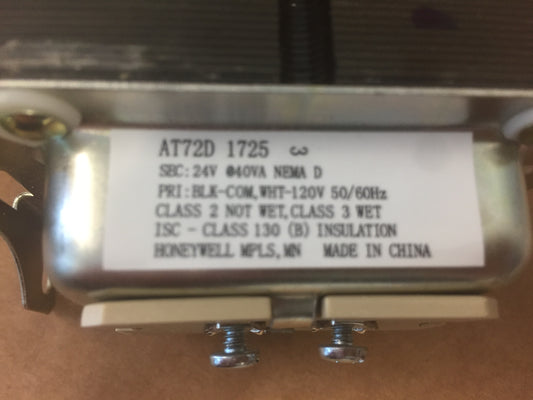 AT72D 1725 3
SEC:24V @40VA NEMA D
PRI:BLK-COM,WHT-120V 50/60Hz
CLASS 2 NOT WET,CLASS 3 WET
ISC - CLASS 130 (B) INSULATION
HONEYWELL MPLS,MN MADE IN CHINA